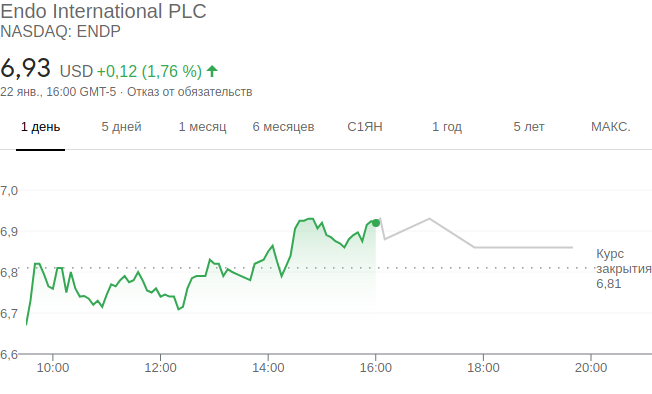 Endo International PLC
NASDAQ: ENDP
6,93 USD +0,12 (1,76 %)
22 янв., 16:00 GMT-5 · Отказ от обязательств
1 день 5 дней 1 месяц 6 месяцев С1ЯН 1 год 5 лет МАКС.
7,0
6,9
6,8
6,7
6,6
Курс
закрытия
6,81
10:00 12:00 14:00 16:00 18:00 20:00